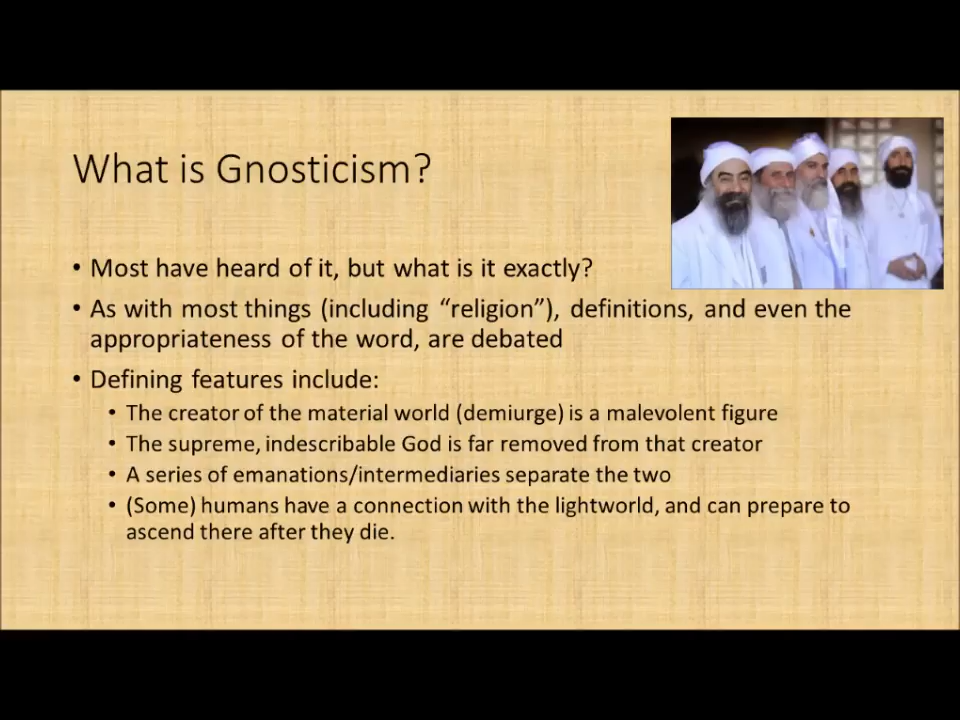 What is Gnosticism?
• Most have heard of it, but what is it exactly?
• As with most things (including “religion”), definitions, and even the
appropriateness of the word, are debated
• Defining features include:
• The creator of the material world (demiurge) is a malevolent figure
• The supreme, indescribable God is far removed from that creator
• A series of emanations/intermediaries separate the two
• (Some) humans have a connection with the lightworld, and can prepare to
ascend there after they die.